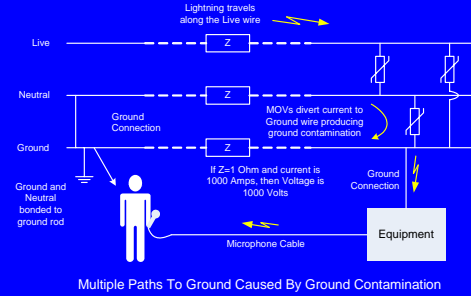 Lightning travels
along the Live wire
Live
Z
Neutral
Z
Ground
Connection
MOVs divert current to
Ground wire producing
ground contamination
Ground
Z
If Z=1 Ohm and current is
1000 Amps, then Voltage is
1000 Volts
Ground
Connection
Ground and
Neutral
bonded to
ground rod
Equipment
Microphone Cable
Multiple Paths To Ground Caused By Ground Contamination